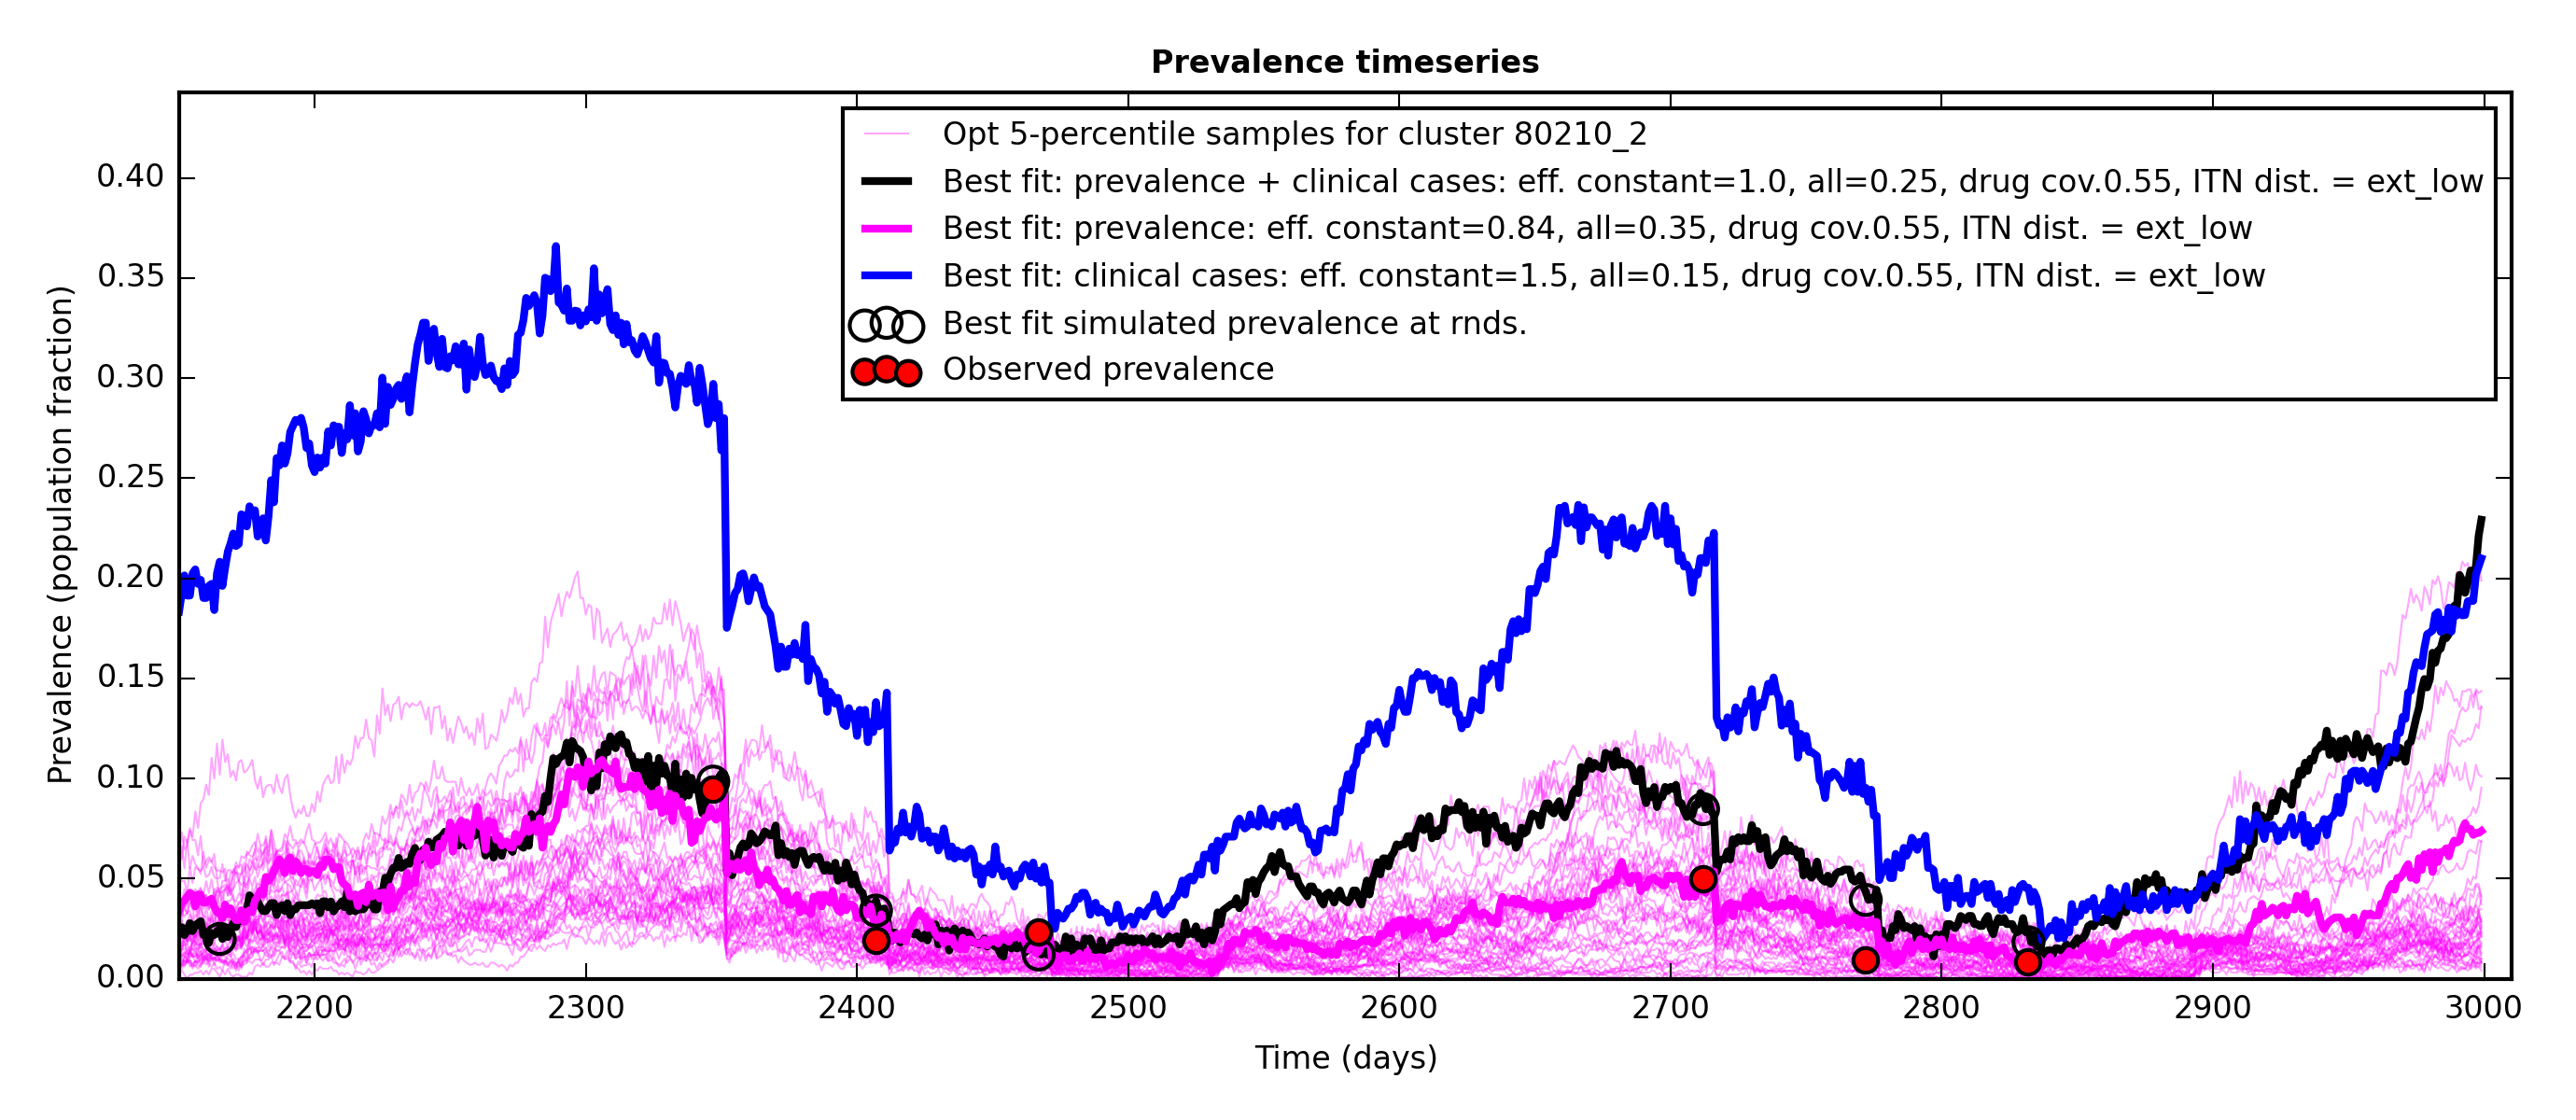 Prevalence timeseries
Opt 5-percentile samples for cluster 80210_2
Best fit: prevalence + clinical cases: eff. constant=1.0, all=0.25, drug cov.0.55, ITN dist. = ext_low
Best fit: prevalence: eff. constant=0.84, all=0.35, drug cov.0.55, ITN dist. = ext_low
Best fit: clinical cases: eff. constant=1.5, all=0.15, drug cov.0.55, ITN dist. = ext_low
Best fit simulated prevalence at rnds.
Observed prevalence
Prevalence (population fraction)
0.40
0.35
0.30
0.25
0.20
0.15
0.10
0.05
0.00
2200 2300 2400 2500 2600 2700 2800 2900 3000
Time (days)